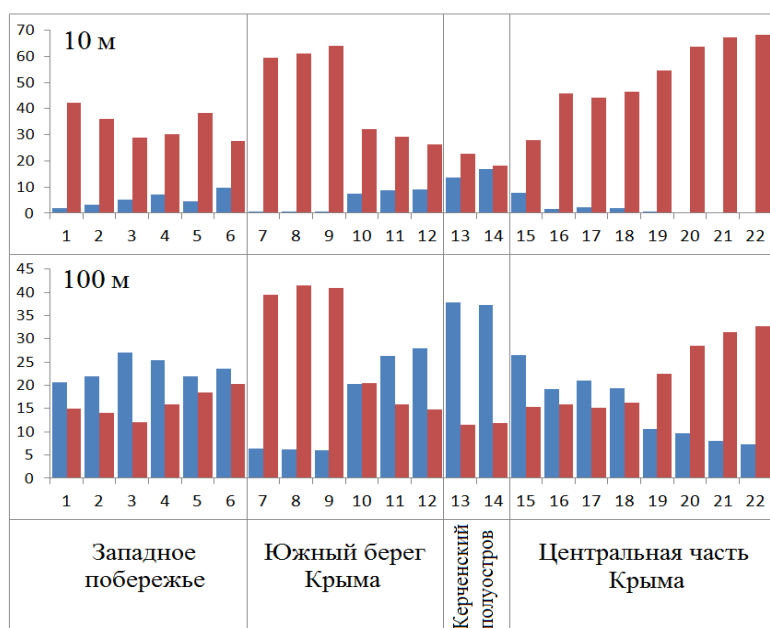 70
10 м
60
50
40
30
20
10
0
1 2 3 4 5 6 7 8 9 10 11 12 13 14 15 16 17 18 19 20 21 22
45
100 м
40
35
30
25
20
15
10
5
0
1 2 3 4 5 6 7 8 9 10 11 12 13 14 15 16 17 18 19 20 21 22
Западное
побережье
Южный берег
Крыма
Керченский
полуостров
Центральная часть
Крыма